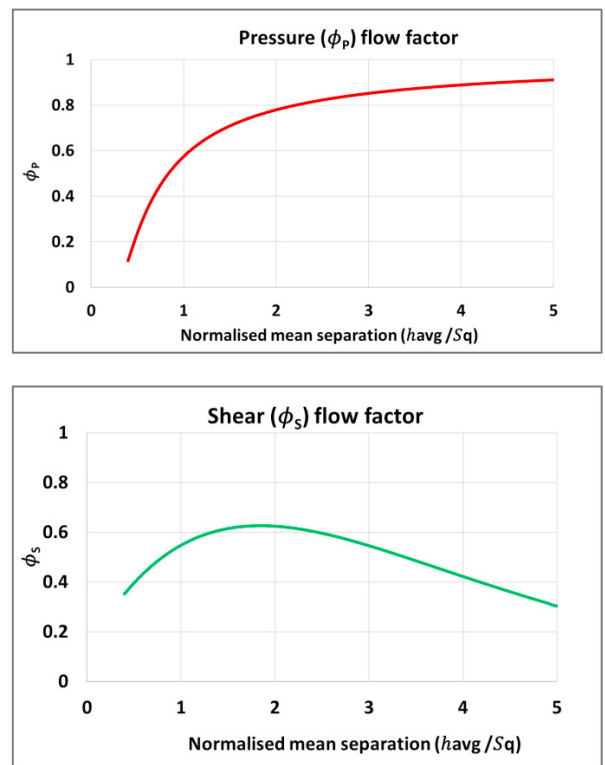 Pressure (ϕP) flow factor
1
0.8
0.6
0.4
0.2
0
ϕP
0 1 2 3 4 5
Normalised mean separation (havg /Sq)
Shear (ϕS) flow factor
1
0.8
0.6
0.4
0.2
0
ϕS
0 1 2 3 4 5
Normalised mean separation (havg /Sq)